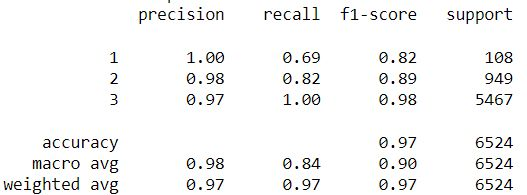 precision recall f1-score support
1 1.00 0.69 0.82 108
2 0.98 0.82 0.89 949
3 0.97 1.00 0.98 5467
accuracy 0.97 6524
macro avg 0.98 0.84 0.90 6524
weighted avg 0.97 0.97 0.97 6524